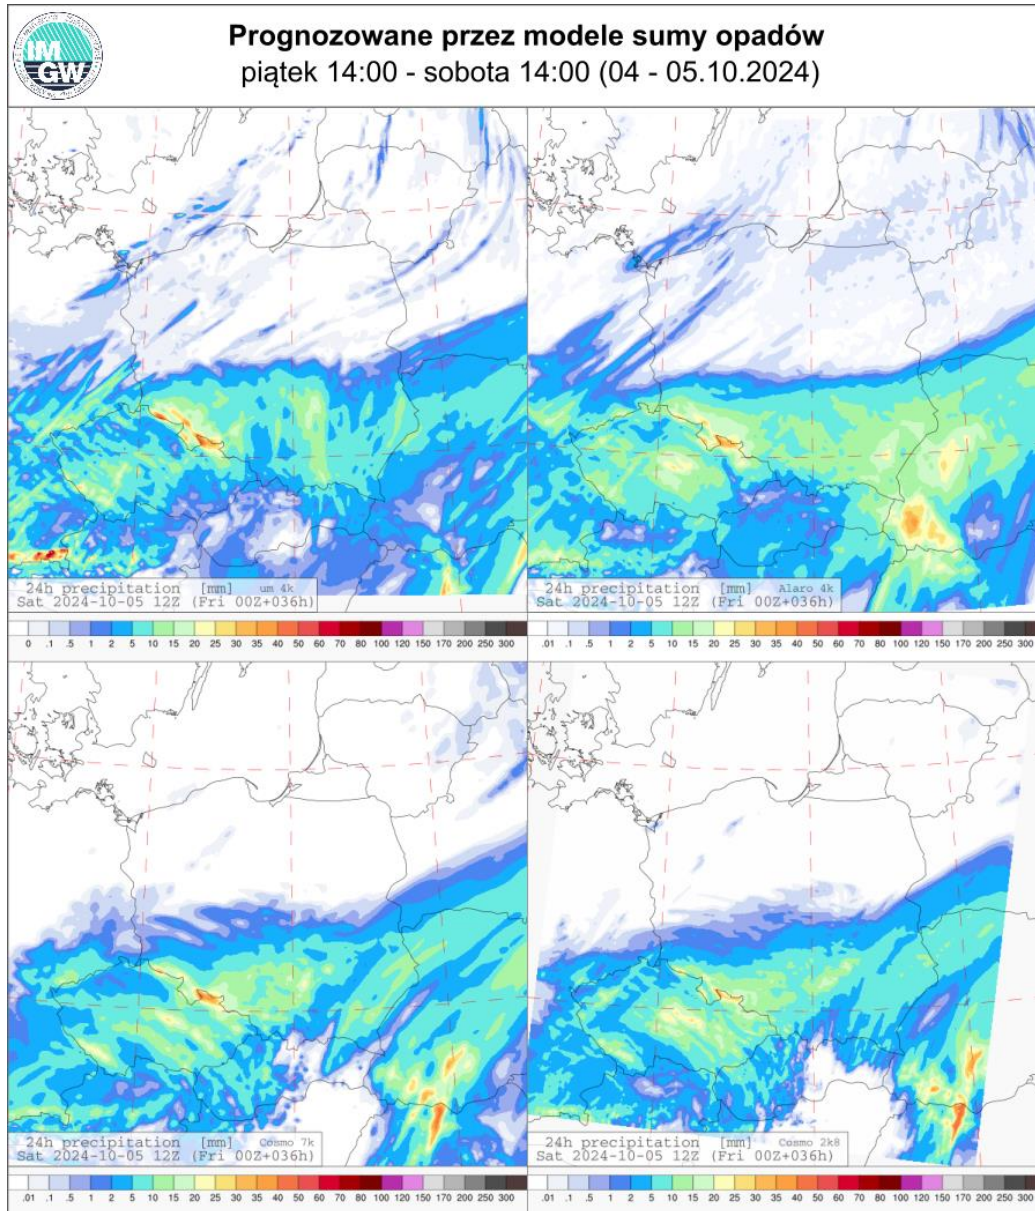 IM
GW
Prognozowane przez modele sumy opadów
piątek 14:00 - sobota 14:00 (04 - 05.10.2024)
24h precipitation [mm] um 4k
Sat 2024-10-05 12Z (Fri 00Z+036h)
0 .1 .5 1 2 5 10 15 20 25 30 35 40 50 60 70 80 100 120 150 170 200 250 300
24h precipitation [mm] Alaro 4k
Sat 2024-10-05 12Z (Fri 00Z+036h)
.01 .1 .5 1 2 5 10 15 20 25 30 35 40 50 60 70 80 100 120 150 170 200 250 300
24h precipitation [mm] Cosmo 7k
Sat 2024-10-05 12Z (Fri 00Z+036h)
.01 .1 .5 1 2 5 10 15 20 25 30 35 40 50 60 70 80 100 120 150 170 200 250 300
24h precipitation [mm] Cosmo 2k8
Sat 2024-10-05 12Z (Fri 00Z+036h)
.01 .1 .5 1 2 5 10 15 20 25 30 35 40 50 60 70 80 100 120 150 170 200 250 300